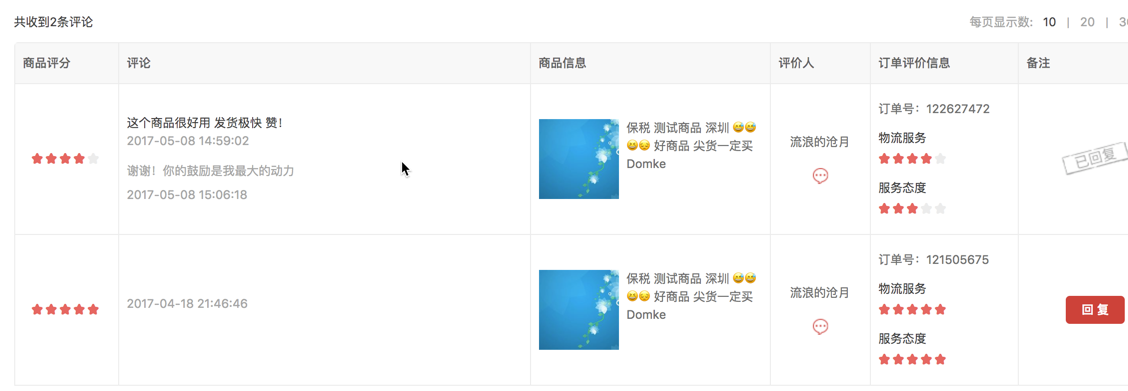 共收到2条评论
每页显示数: 10 | 20 |
商品评分 评论 商品信息 评价人 订单评价信息 备注
这个商品很好用 发货极快 赞!
2017-05-08 14:59:02
谢谢! 你的鼓励是我最大的动力
2017-05-08 15:06:18
保税 测试商品 深圳 😅😅
😀😔 好商品 尖货一定买
Domke
流浪的沧月
订单号: 122627472
物流服务
服务态度
已回复
2017-04-18 21:46:46
保税 测试商品 深圳 😅😅
😀😔 好商品 尖货一定买
Domke
流浪的沧月
订单号: 121505675
物流服务
服务态度
回复